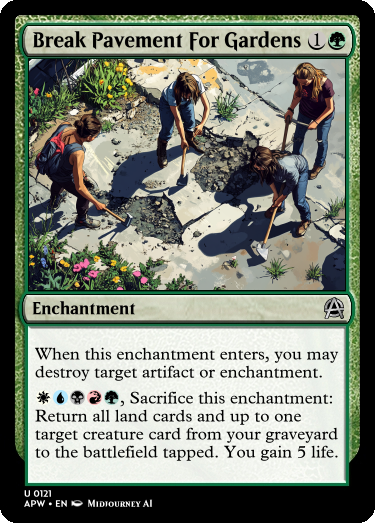 Break Pavement For Gardens 1
Enchantment
When this enchantment enters, you may
destroy target artifact or enchantment.
, Sacrifice this enchantment:
Return all land cards and up to one
target creature card from your graveyard
to the battlefield tapped. You gain 5 life.
U 0121
APW • EN Midjourney AI